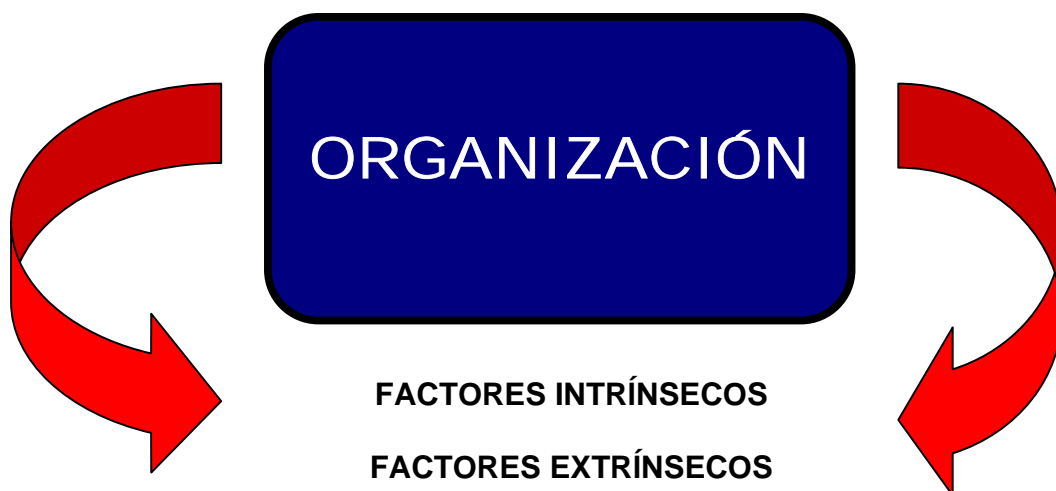 ORGANIZACIÓN
FACTORES INTRÍNSECOS
FACTORES EXTRÍNSECOS